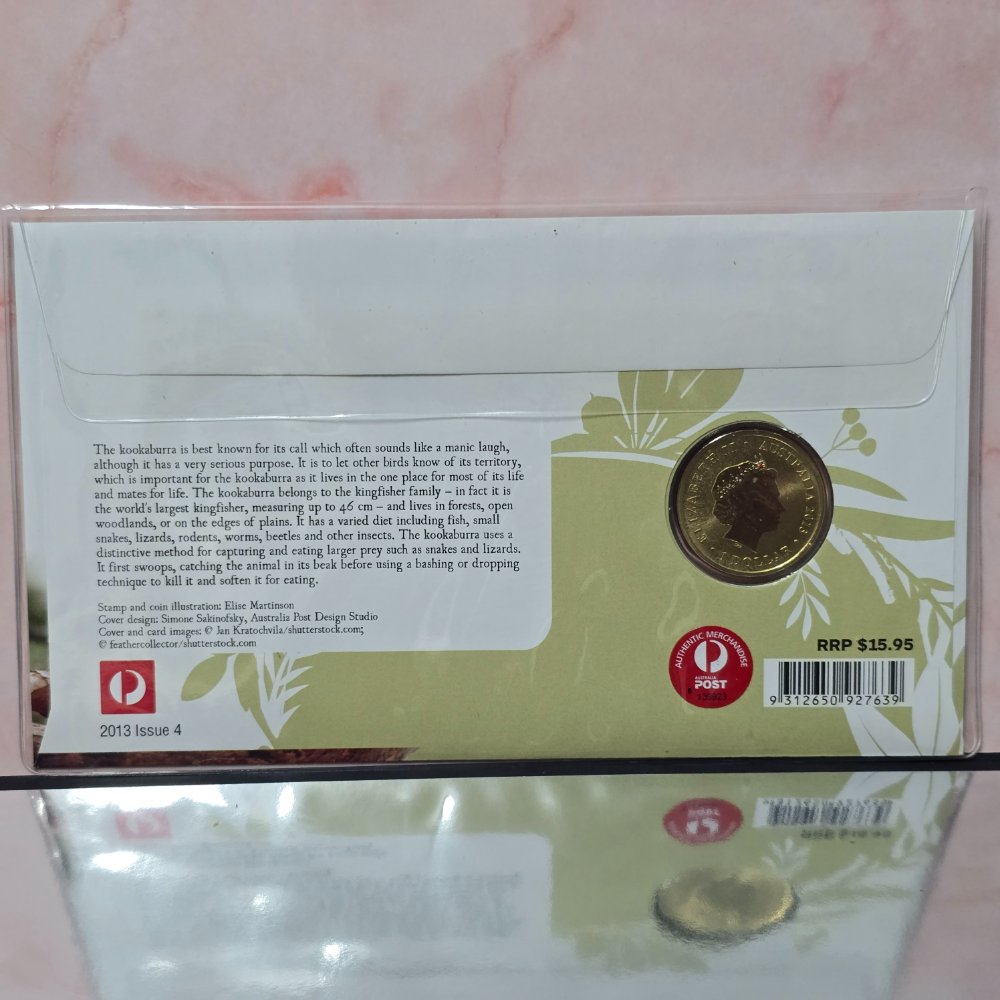 The kookaburra is best known for its call which often sounds like a manic laugh,
although it has a very serious purpose. It is to let other birds know of its territory,
which is important for the kookaburra as it lives in the one place for most of its life
and mates for life. The kookaburra belongs to the kingfisher family – in fact it is
the world's largest kingfisher, measuring up to 46 cm – and lives in forests, open
woodlands, or on the edges of plains. It has a varied diet including fish, small
snakes, lizards, rodents, worms, beetles and other insects. The kookaburra uses a
distinctive method for capturing and eating larger prey such as snakes and lizards.
It first swoops, catching the animal in its beak before using a bashing or dropping
technique to kill it and soften it for eating.
Stamp and coin illustration: Elise Martinson
Cover design: Simone Sakinofsky, Australia Post Design Studio
Cover and card images: © Jan Kratochvila/shutterstock.com;
© feathercollector/shutterstock.com
2013 Issue 4
ELIZABETH II AUSTRALIA 2013
1 DOLLAR
AUTHENTIC MERCHANDISE
AUSTRALIA
POST
RRP $15.95
9 312650 927639